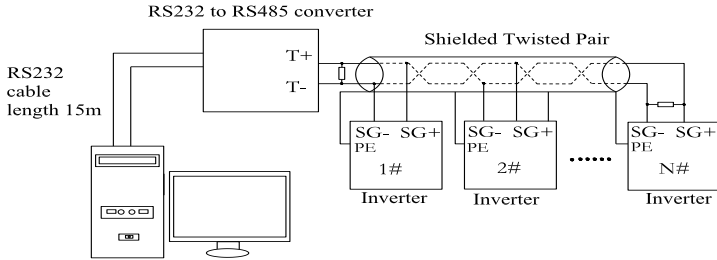 RS232 to RS485 converter
T+
T-
Shielded Twisted Pair
RS232
cable
length 15m
SG- SG+
PE
1#
Inverter
SG- SG+
PE
2#
Inverter
......
SG- SG+
PE
N#
Inverter